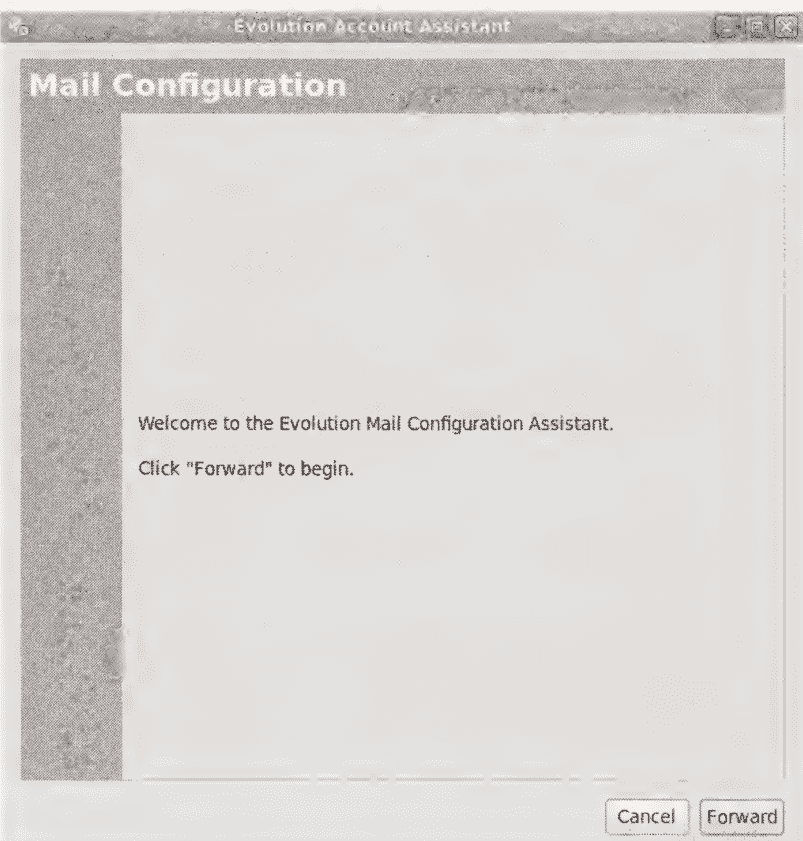 Evolution Account Assistant
Mail Configuration
Welcome to the Evolution Mail Configuration Assistant.
Click "Forward" to begin.
Cancel
Forward